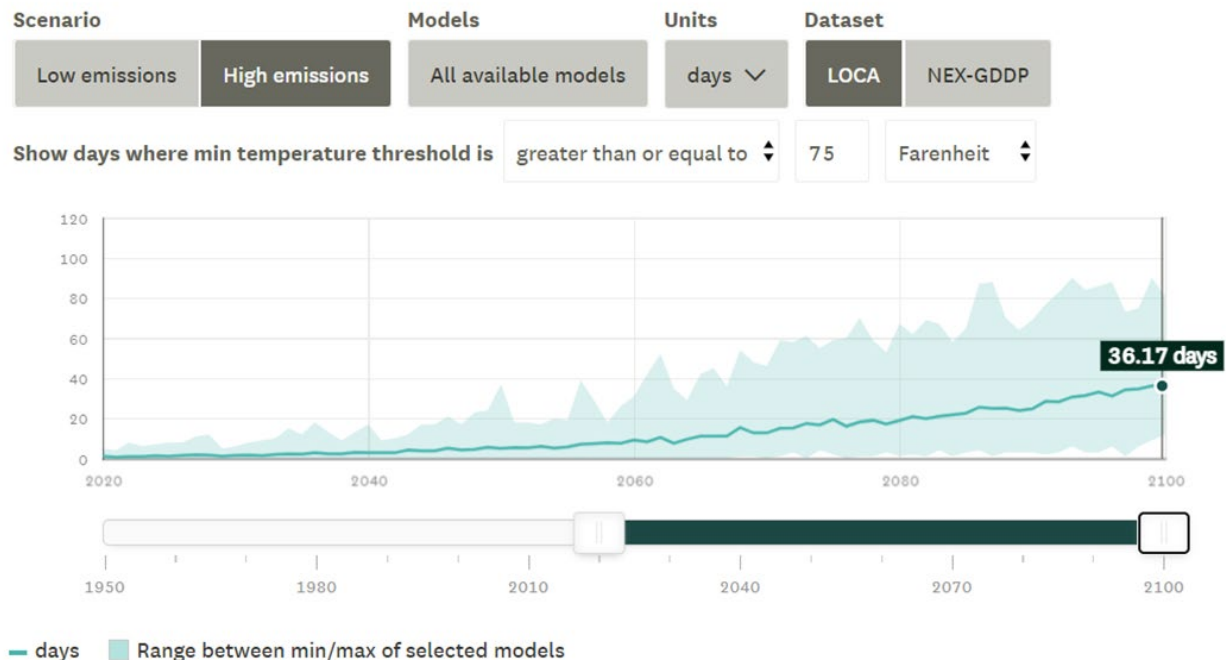 Scenario Models Units Dataset
Low emissions High emissions All available models days LOCA NEX-GDDP
Show days where min temperature threshold is greater than or equal to 75 Farenheit
120
100
80
60
36.17 days
40
20
0
2020 2040 2060 2080 2100
1950 1980 2010 2040 2070 2100
days Range between min/max of selected models